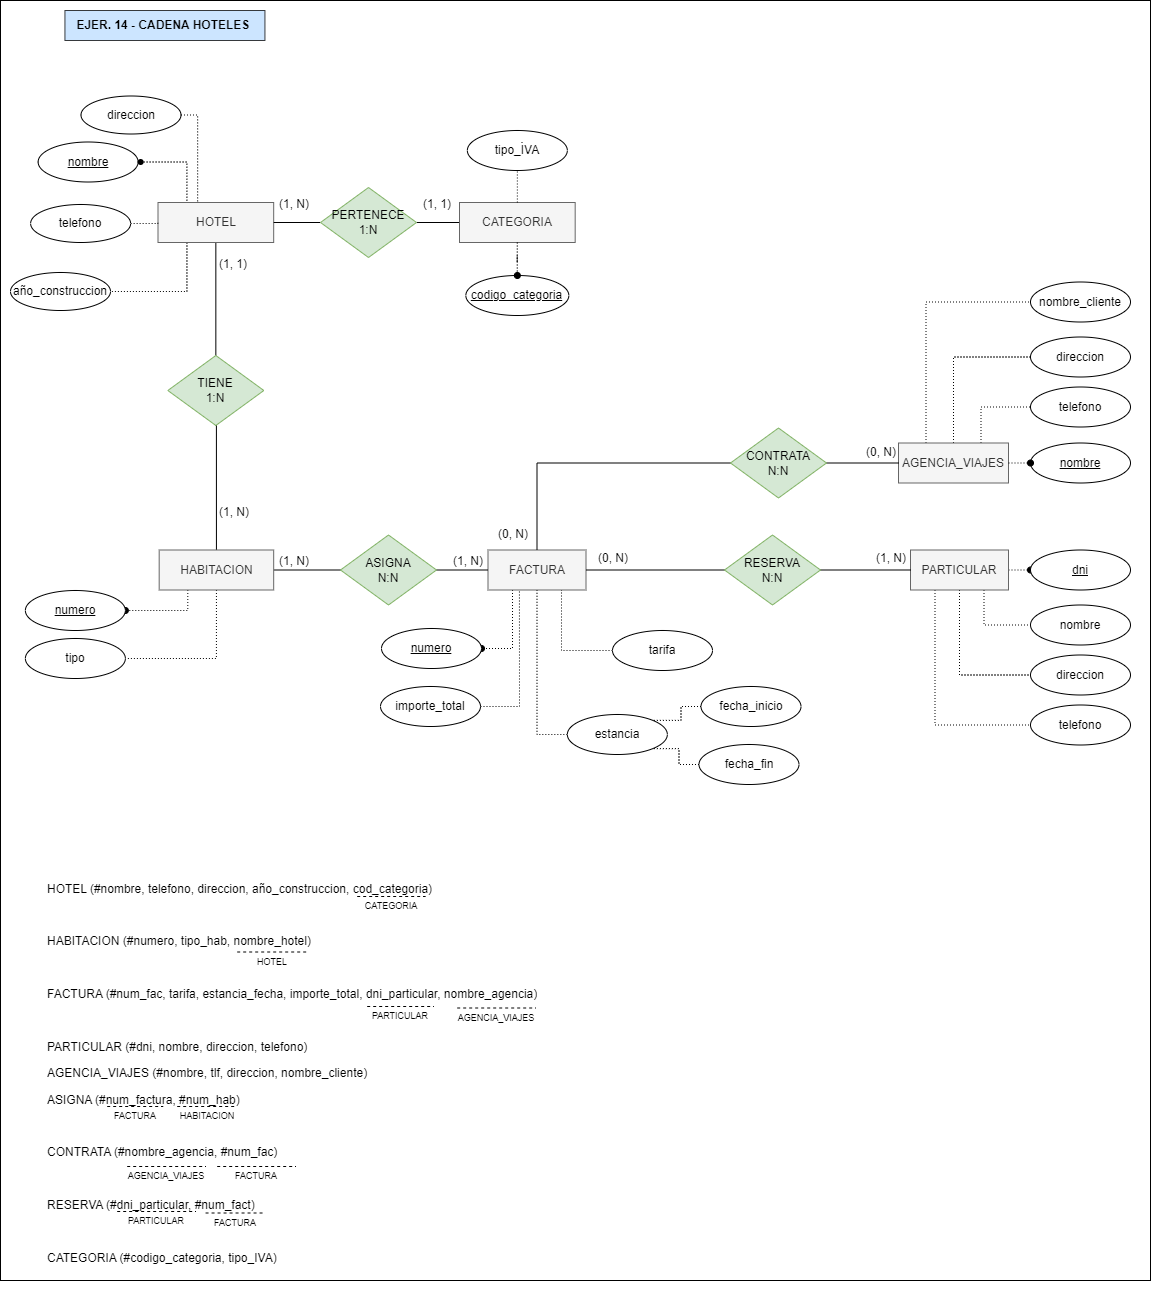 EJER. 14 - CADENA HOTELES
direccion
nombre
telefono
año_construccion
HOTEL
(1, N)
PERTENECE
1:N
(1, 1)
CATEGORIA
tipo_IVA
codigo_categoria
(1, 1)
TIENE
1:N
(1, N)
nombre_cliente
direccion
telefono
nombre
AGENCIA_VIAJES
(0, N)
CONTRATA
N:N
(0, N)
HABITACION
(1, N)
ASIGNA
N:N
(1, N)
FACTURA
(0, N)
RESERVA
N:N
(1, N)
PARTICULAR
dni
nombre
direccion
telefono
numero
tipo
numero
importe_total
tarifa
estancia
fecha_inicio
fecha_fin
HOTEL (#nombre, telefono, direccion, año_construccion, cod_categoria)
CATEGORIA
HABITACION (#numero, tipo_hab, nombre_hotel)
HOTEL
FACTURA (#num_fac, tarifa, estancia_fecha, importe_total, dni_particular, nombre_agencia)
PARTICULAR AGENCIA_VIAJES
PARTICULAR (#dni, nombre, direccion, telefono)
AGENCIA_VIAJES (#nombre, tlf, direccion, nombre_cliente)
ASIGNA (#num_factura, #num_hab)
FACTURA HABITACION
CONTRATA (#nombre_agencia, #num_fac)
AGENCIA_VIAJES FACTURA
RESERVA (#dni_particular, #num_fact)
PARTICULAR FACTURA
CATEGORIA (#codigo_categoria, tipo_IVA)